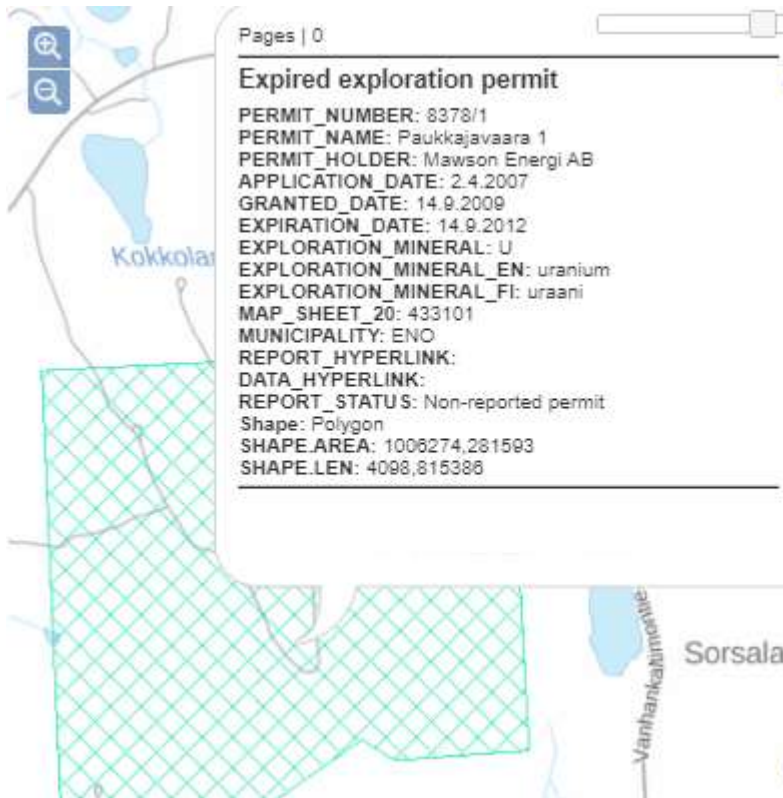 Pages | 0
Expired exploration permit
PERMIT_NUMBER: 8378/1
PERMIT_NAME: Paukkajavaara 1
PERMIT_HOLDER: Mawson Energi AB
APPLICATION_DATE: 2.4.2007
GRANTED_DATE: 14.9.2009
EXPIRATION_DATE: 14.9.2012
EXPLORATION_MINERAL: U
EXPLORATION_MINERAL_EN: uranium
EXPLORATION_MINERAL_FI: uraani
MAP_SHEET_20: 433101
MUNICIPALITY: ENO
REPORT_HYPERLINK:
DATA_HYPERLINK:
REPORT_STATUS: Non-reported permit
Shape: Polygon
SHAPE.AREA: 1006274,281593
SHAPE.LEN: 4098,815386
Kokkolar
Sorsala
Vanhankaltimontie